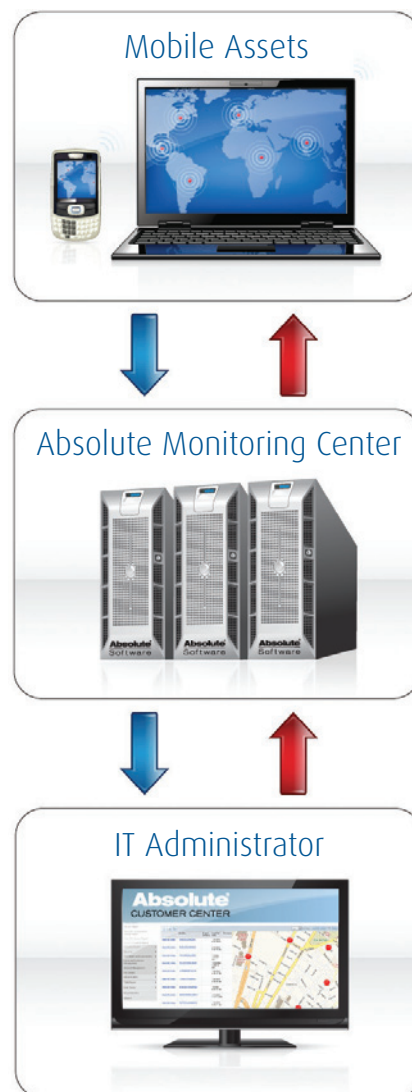 Mobile Assets
Absolute Monitoring Center
Absolute
Software
Absolute
Software
Absolute
Software
IT Administrator
Absolute
CUSTOMER CENTER